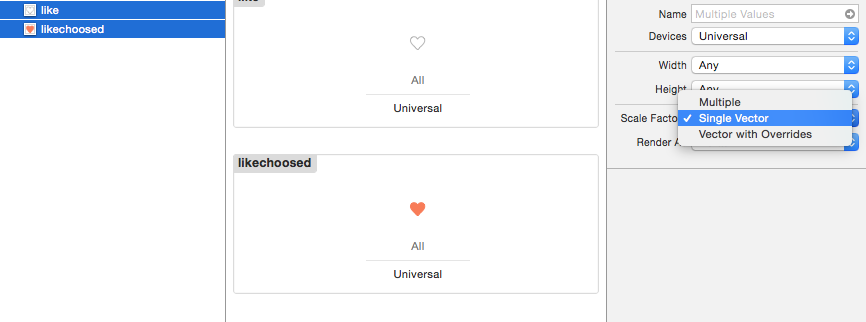 like
likechoosed
like
All
Universal
likechoosed
All
Universal
Name Multiple Values
Devices Universal
Width Any
Height Any
Multiple
Scale Facto Single Vector
Vector with Overrides
Render A